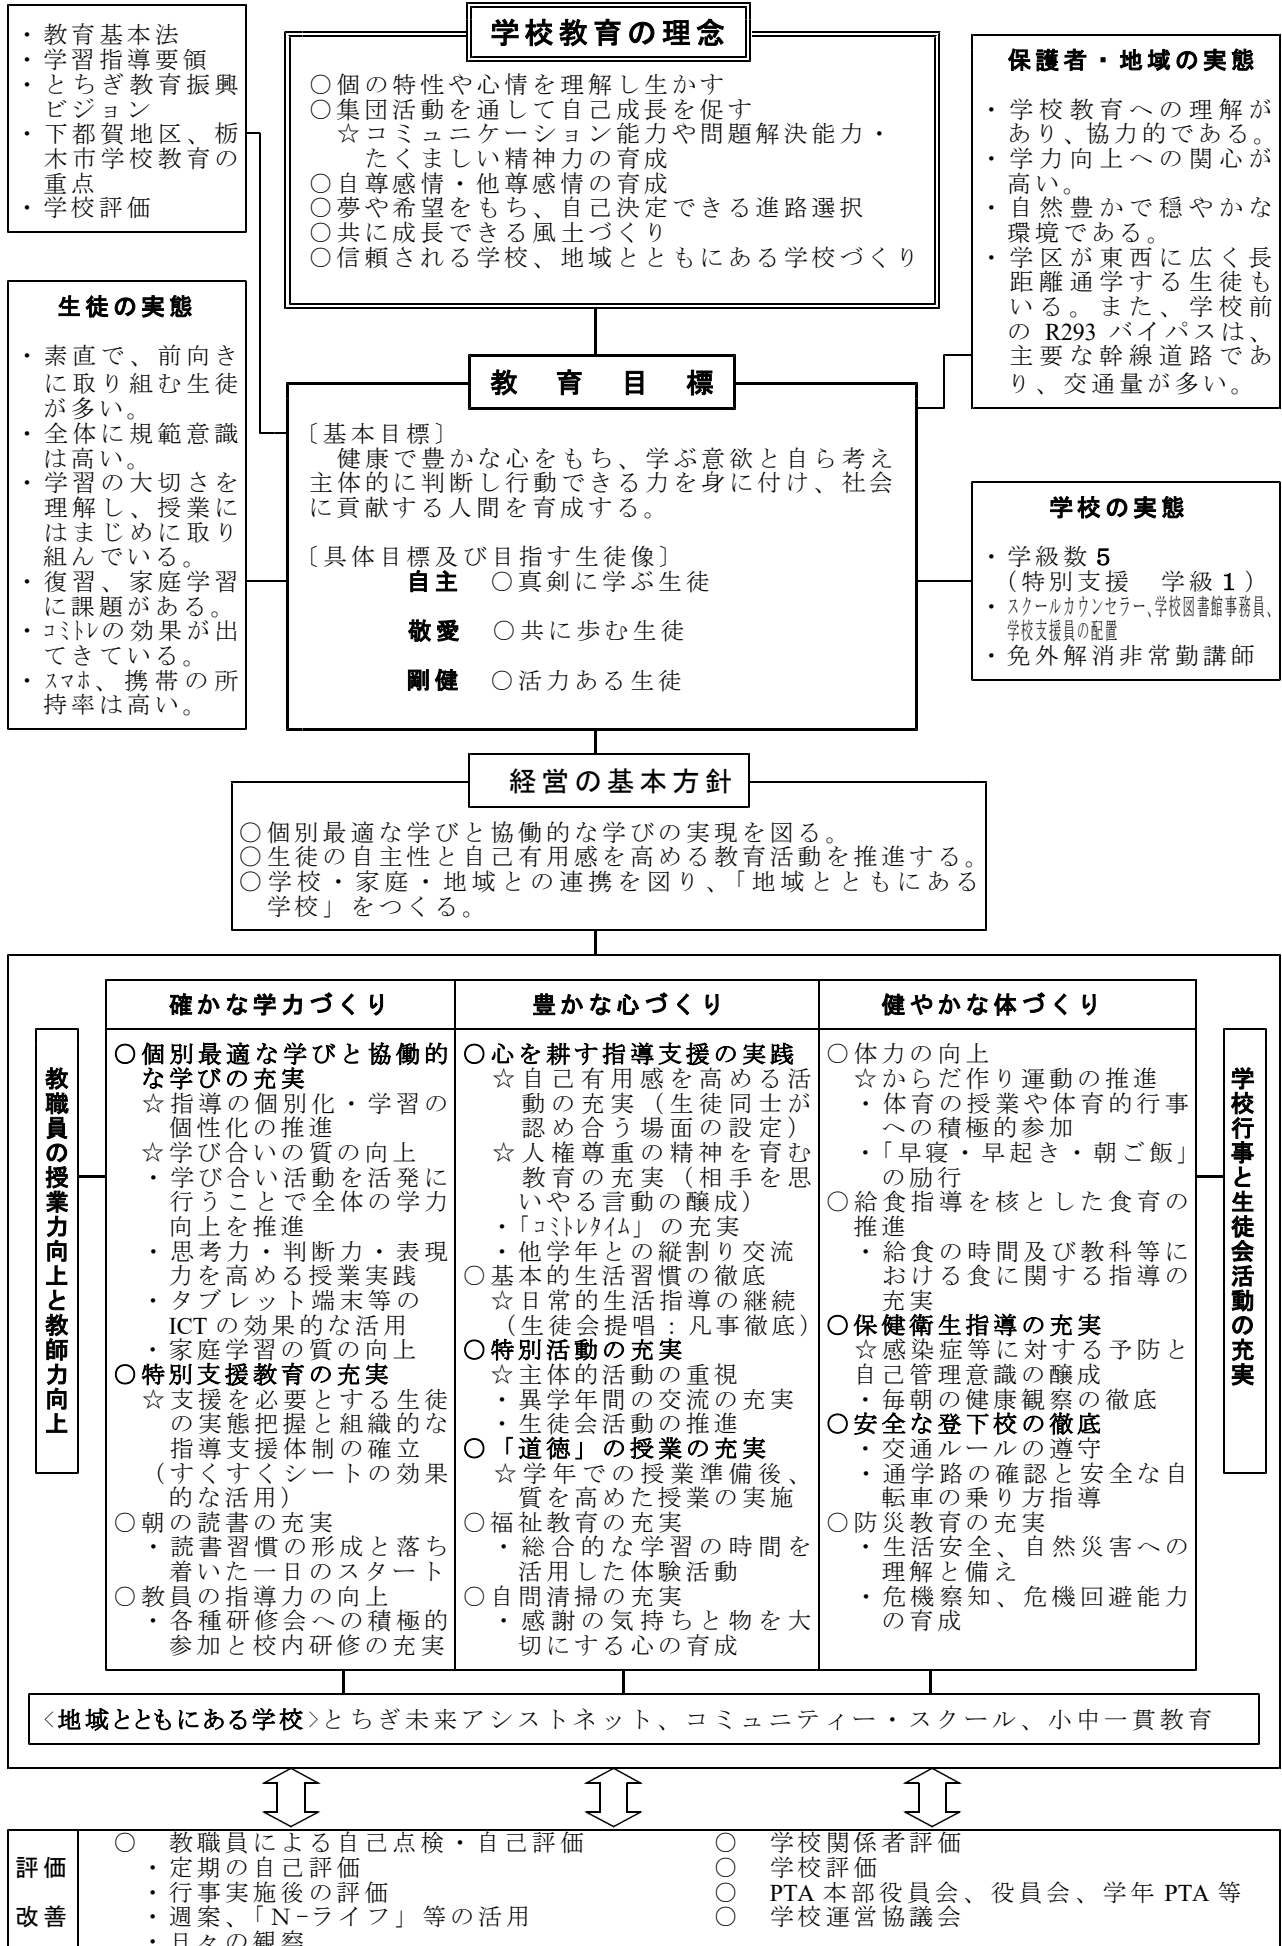 ・教育基本法
・学習指導要領
・とちぎ教育振興
ビジョン
・下都賀地区、栃
木市学校教育の
重点
・学校評価
学校教育の理念
〇個の特性や心情を理解し生かす
〇集団活動を通して自己成長を促す
☆コミュニケーション能力や問題解決能力・
たくましい精神力の育成
〇自尊感情・他尊感情の育成
〇夢や希望をもち、自己決定できる進路選択
〇共に成長できる風土づくり
〇信頼される学校、地域とともにある学校づくり
保護者・地域の実態
・学校教育への理解が
あり、協力的である。
・学力向上への関心が
高い。
・自然豊かで穏やかな
環境である。
・学区が東西に広く長
距離通学する生徒も
いる。また、学校前
の R293 バイパスは、
主要な幹線道路であ
り、交通量が多い。
生徒の実態
・素直で、前向き
に取り組む生徒
が多い。
・全体に規範意識
は高い。
・学習の大切さを
理解し、授業に
はまじめに取り
組んでいる。
・復習、家庭学習
に課題がある。
・コミトレの効果が出
てきている。
・スマホ、携帯の所
持率は高い。
教育目標
〔基本目標〕
健康で豊かな心をもち、学ぶ意欲と自ら考え
主体的に判断し行動できる力を身に付け、社会
に貢献する人間を育成する。
〔具体目標及び目指す生徒像〕
自主 〇真剣に学ぶ生徒
敬愛 〇共に歩む生徒
剛健 〇活力ある生徒
学校の実態
・学級数5
（特別支援 学級1）
・スクールカウンセラー、学校図書館事務員、
学校支援員の配置
・免外解消非常勤講師
経営の基本方針
〇個別最適な学びと協働的な学びの実現を図る。
〇生徒の自主性と自己有用感を高める教育活動を推進する。
〇学校・家庭・地域との連携を図り、「地域とともにある
学校」をつくる。
教職員の授業力向上と教師力向上
確かな学力づくり
〇個別最適な学びと協働的
な学びの充実
☆指導の個別化・学習の
個性化の推進
☆学び合いの質の向上
・学び合い活動を活発に
行うことで全体の学力
向上を推進
・思考力・判断力・表現
力を高める授業実践
・タブレット端末等の
ICT の効果的な活用
・家庭学習の質の向上
〇特別支援教育の充実
☆支援を必要とする生徒
の実態把握と組織的な
指導支援体制の確立
（すくすくシートの効果
的な活用）
〇朝の読書の充実
・読書習慣の形成と落ち
着いた一日のスタート
〇教員の指導力の向上
・各種研修会への積極的
参加と校内研修の充実
豊かな心づくり
〇心を耕す指導支援の実践
☆自己有用感を高める活
動の充実（生徒同士が
認め合う場面の設定）
☆人権尊重の精神を育む
教育の充実（相手を思
いやる言動の醸成）
・「コミトレタイム」の充実
・他学年との縦割り交流
〇基本的生活習慣の徹底
☆日常的生活指導の継続
（生徒会提唱：凡事徹底）
〇特別活動の充実
☆主体的活動の重視
・異学年間の交流の充実
・生徒会活動の推進
〇「道徳」の授業の充実
☆学年での授業準備後、
質を高めた授業の実施
〇福祉教育の充実
・総合的な学習の時間を
活用した体験活動
〇自問清掃の充実
・感謝の気持ちと物を大
切にする心の育成
健やかな体づくり
〇体力の向上
☆からだ作り運動の推進
・体育の授業や体育的行事
への積極的参加
・「早寝・早起き・朝ご飯」
の励行
〇給食指導を核とした食育の
推進
・給食の時間及び教科等に
おける食に関する指導の
充実
〇保健衛生指導の充実
☆感染症等に対する予防と
自己管理意識の醸成
・毎朝の健康観察の徹底
〇安全な登下校の徹底
・交通ルールの遵守
・通学路の確認と安全な自
転車の乗り方指導
〇防災教育の充実
・生活安全、自然災害への
理解と備え
・危機察知、危機回避能力
の育成
学校行事と生徒会活動の充実
<地域とともにある学校>とちぎ未来アシストネット、コミュニティー・スクール、小中一貫教育
評価
改善
〇 教職員による自己点検・自己評価
・定期の自己評価
・行事実施後の評価
・週案、「N-ライフ」等の活用
・日々の観察
〇 学校関係者評価
〇 学校評価
〇 PTA 本部役員会、役員会、学年 PTA 等
〇 学校運営協議会